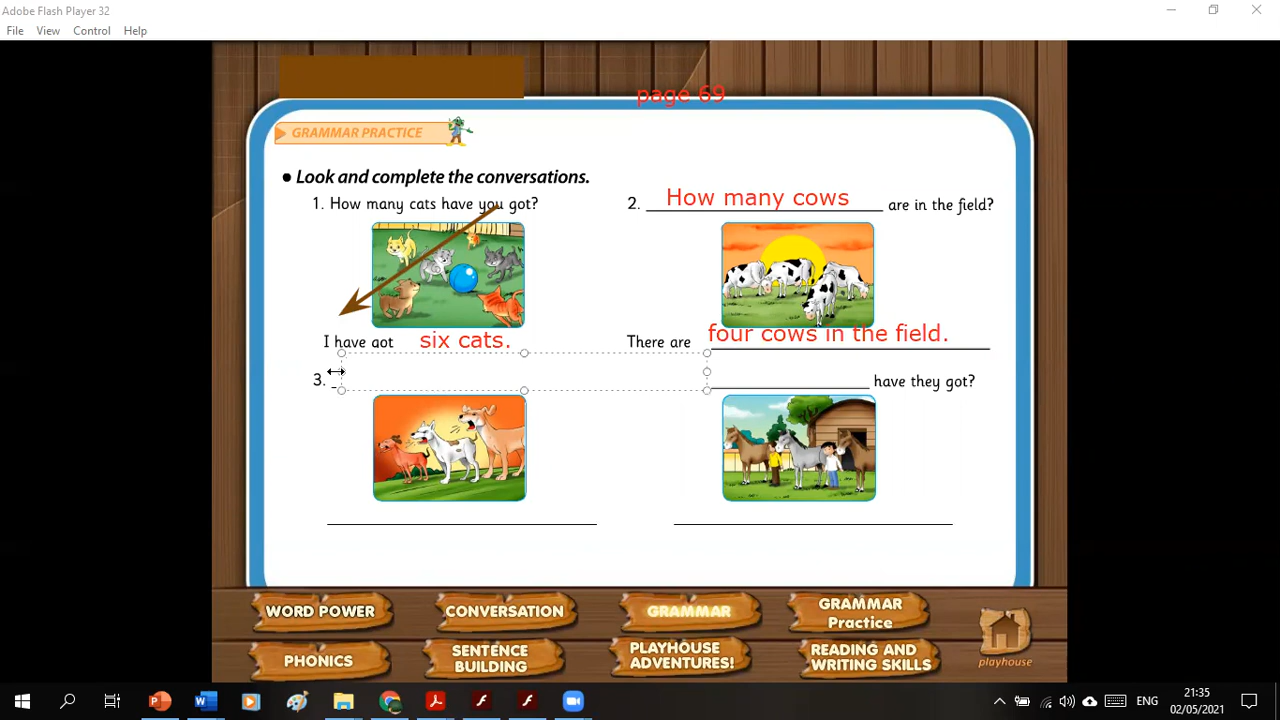 Adobe Flash Player 32
File View Control Help
page 69
GRAMMAR PRACTICE
• Look and complete the conversations.
1. How many cats have you got?
2. How many cows are in the field?
I have got six cats.
There are four cows in the field.
3. _
have they got?
WORD POWER
CONVERSATION
GRAMMAR
GRAMMAR
Practice
PHONICS
SENTENCE
BUILDING
PLAYHOUSE
ADVENTURES!
READING AND
WRITING SKILLS
playhouse
ENG
21:35
02/05/2021